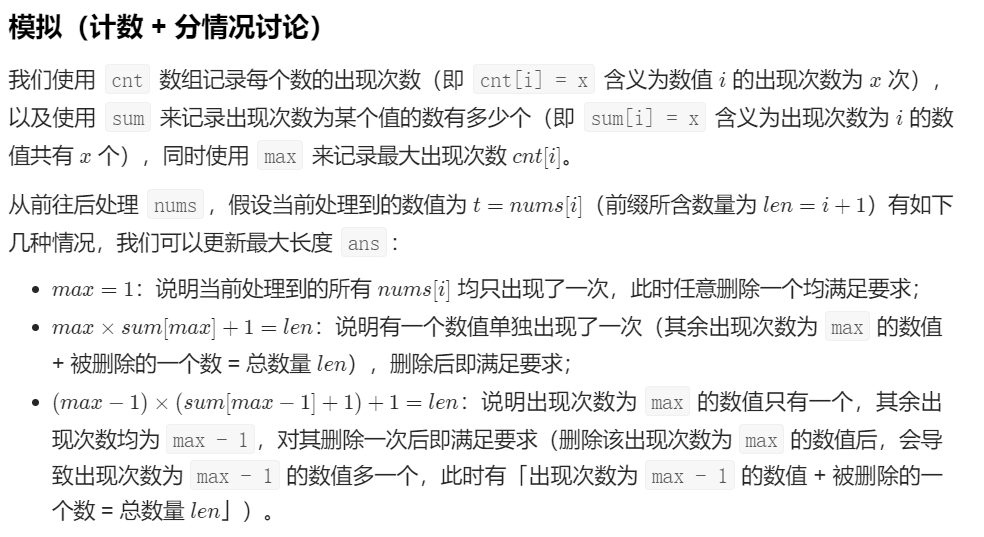 模拟（计数 + 分情况讨论）
我们使用 cnt 数组记录每个数的出现次数（即 cnt[i] = x 含义为数值 i 的出现次数为 x 次），
以及使用 sum 来记录出现次数为某个值的数有多少个（即 sum[i] = x 含义为出现次数为 i 的数
值共有 x 个），同时使用 max 来记录最大出现次数 cnt[i]。
从前往后处理 nums ，假设当前处理到的数值为 t = nums[i]（前缀所含数量为 len = i + 1）有如下
几种情况，我们可以更新最大长度 ans ：
• max = 1：说明当前处理到的所有 nums[i] 均只出现了一次，此时任意删除一个均满足要求；
• max × sum[max] + 1 = len：说明有一个数值单独出现了一次（其余出现次数为 max 的数值
+ 被删除的一个数 = 总数量 len），删除后即满足要求；
• (max − 1) × (sum[max − 1] + 1) + 1 = len：说明出现次数为 max 的数值只有一个，其余出
现次数均为 max - 1 ，对其删除一次后即满足要求（删除该出现次数为 max 的数值后，会导
致出现次数为 max - 1 的数值多一个，此时有「出现次数为 max - 1 的数值 + 被删除的一
个数 = 总数量 len」）。